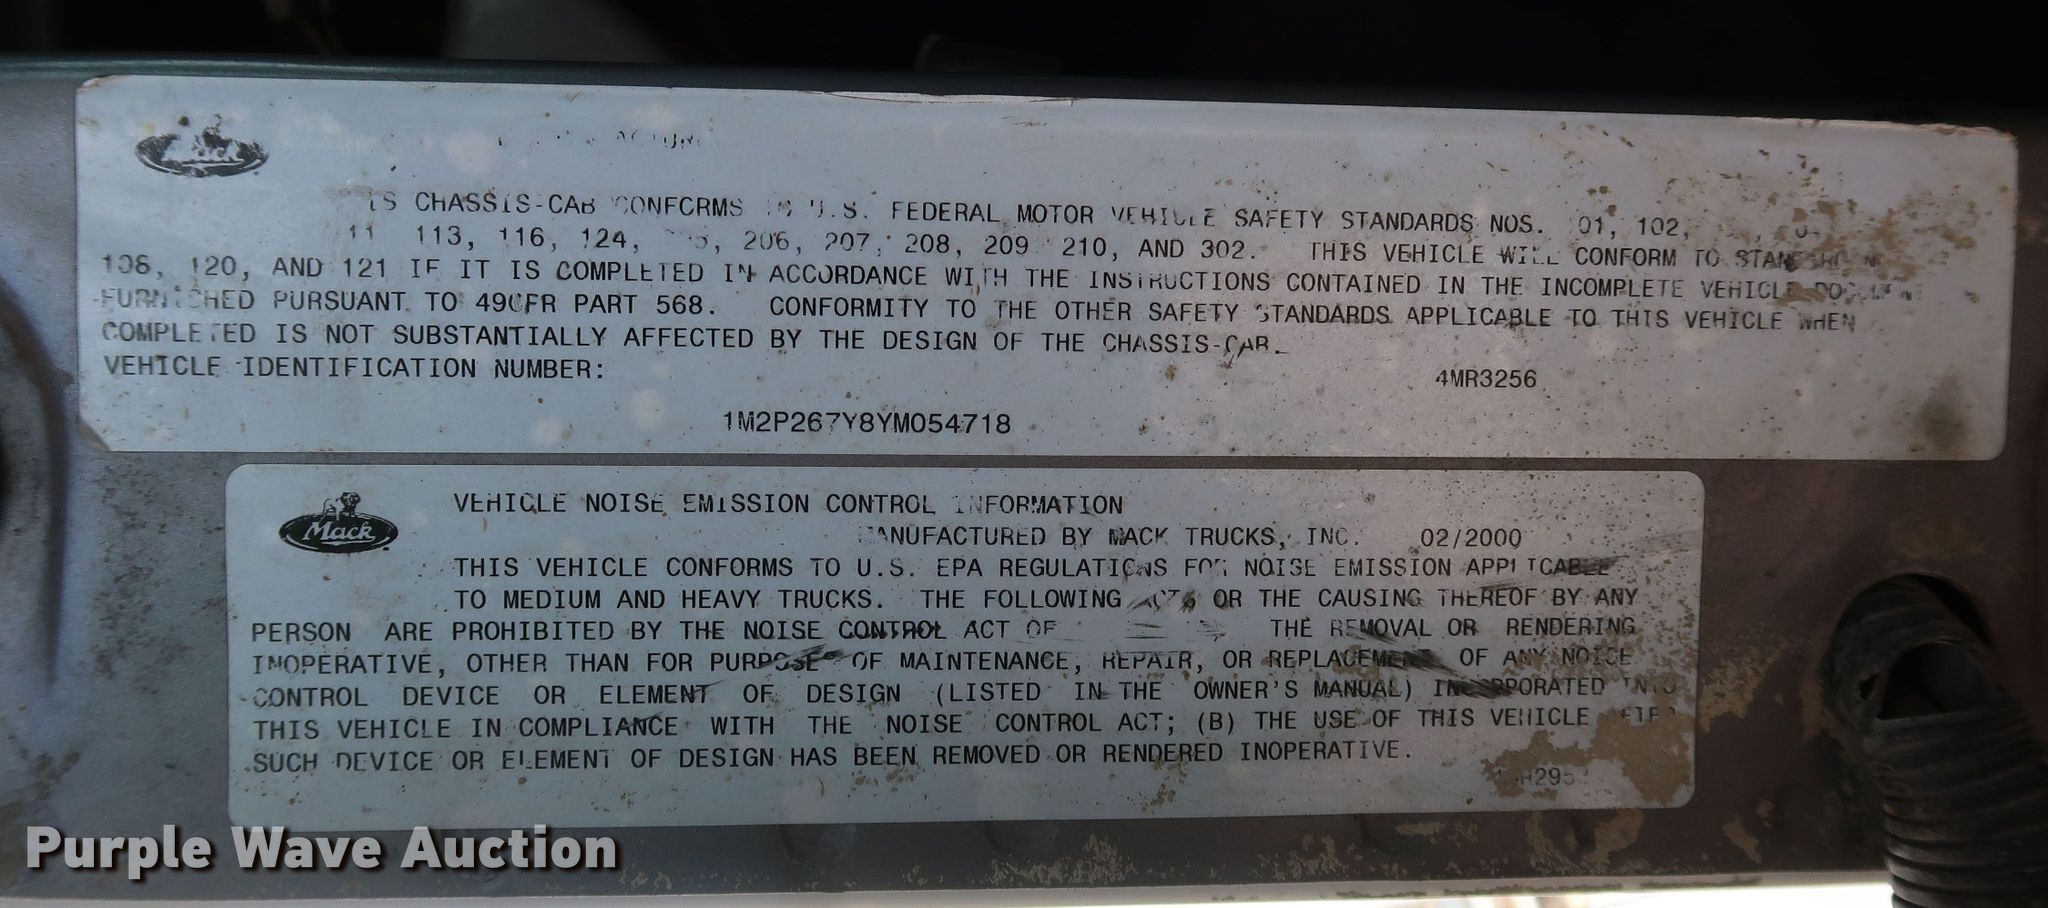 Mack
CHASSIS-CAB CONFORMS U.S. FEDERAL MOTOR VEHICLE SAFETY STANDARDS NOS. 102,
113, 116, 124, 206, 207, 208, 209 210, AND 302. THIS VEHICLE WILL CONFORM TO
108, 120, AND 121 IF IT IS COMPLETED IN ACCORDANCE WITH THE INSTRUCTIONS CONTAINED IN THE INCOMPLETE VEHICLE
FURNISHED PURSUANT TO 49CFR PART 568. CONFORMITY TO THE OTHER SAFETY STANDARDS APPLICABLE TO THIS VEHICLE WHEN
COMPLETED IS NOT SUBSTANTIALLY AFFECTED BY THE DESIGN OF THE CHASSIS-CAB.
VEHICLE IDENTIFICATION NUMBER: 4MR3256
1M2P267Y8YM054718
Mack
VEHICLE NOISE EMISSION CONTROL INFORMATION
MANUFACTURED BY MACK TRUCKS, INC. 02/2000
THIS VEHICLE CONFORMS TO U.S. EPA REGULATIONS FOR NOISE EMISSION APPLICABLE
TO MEDIUM AND HEAVY TRUCKS. THE FOLLOWING ACTS OR THE CAUSING THEREOF BY ANY
PERSON ARE PROHIBITED BY THE NOISE CONTROL ACT OF THE REMOVAL OR RENDERING
INOPERATIVE, OTHER THAN FOR PURPOSES OF MAINTENANCE, REPAIR, OR REPLACEMENT OF ANY NOISE
CONTROL DEVICE OR ELEMENT OF DESIGN (LISTED IN THE OWNER'S MANUAL) INCORPORATED INTO
THIS VEHICLE IN COMPLIANCE WITH THE NOISE CONTROL ACT; (B) THE USE OF THIS VEHICLE
SUCH DEVICE OR ELEMENT OF DESIGN HAS BEEN REMOVED OR RENDERED INOPERATIVE.
Purple Wave Auction